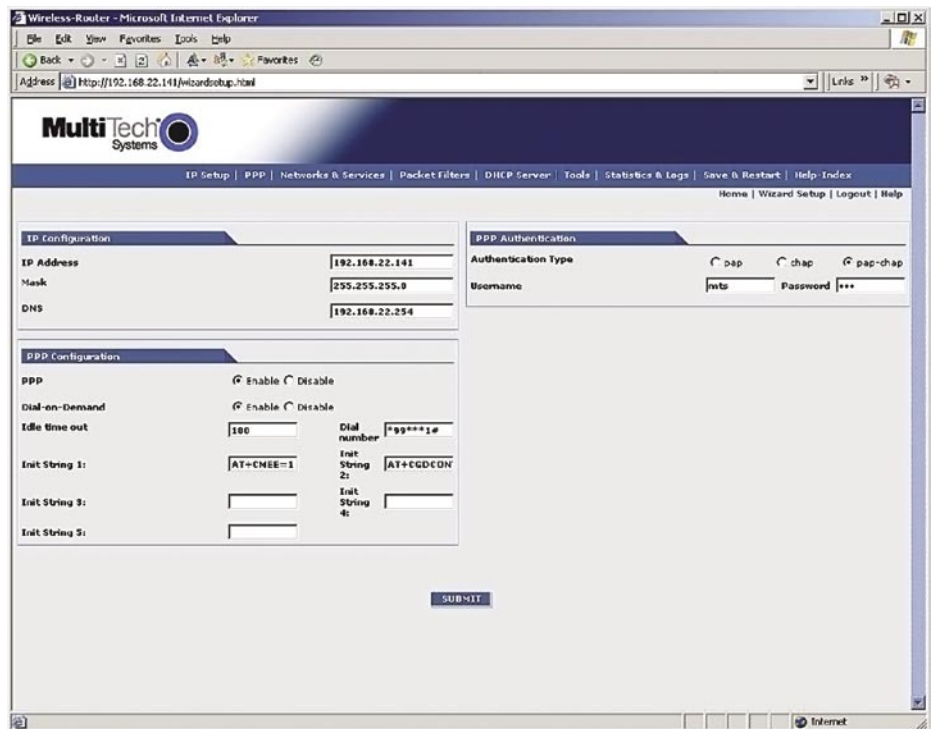 Wireless-Router - Microsoft Internet Explorer
File Edit View Favorites Tools Help
Back Favorites
Address http://192.168.22.141/wizardsetup.html Links »
MultiTech
Systems
IP Setup | PPP | Networks & Services | Packet Filters | DHCP Server | Tools | Statistics & Logs | Save & Restart | Help-Index
Home | Wizard Setup | Logout | Help
IP Configuration
IP Address 192.168.22.141
Mask 255.255.255.0
DNS 192.168.22.254
PPP Authentication
Authentication Type pap chap pap-chap
Username mts Password •••
PPP Configuration
PPP Enable Disable
Dial-on-Demand Enable Disable
Idle time out 180 Dial number *99***1#
Init String 1: AT+CMEE=1 Init String 2: AT+CGDCONT
Init String 3: Init String 4:
Init String 5:
SUBMIT
Internet